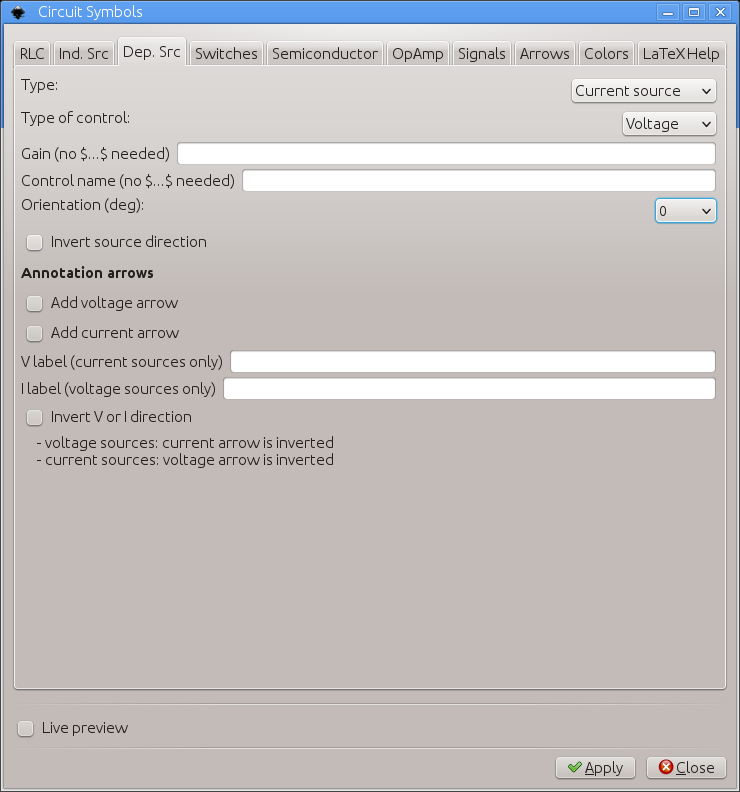 Circuit Symbols
RLC Ind. Src Dep. Src Switches Semiconductor OpAmp Signals Arrows Colors LaTeXHelp
Type: Current source
Type of control: Voltage
Gain (no $...$ needed)
Control name (no $...$ needed)
Orientation (deg): 0
Invert source direction
Annotation arrows
Add voltage arrow
Add current arrow
V label (current sources only)
I label (voltage sources only)
Invert V or I direction
- voltage sources: current arrow is inverted
- current sources: voltage arrow is inverted
Live preview
Apply Close